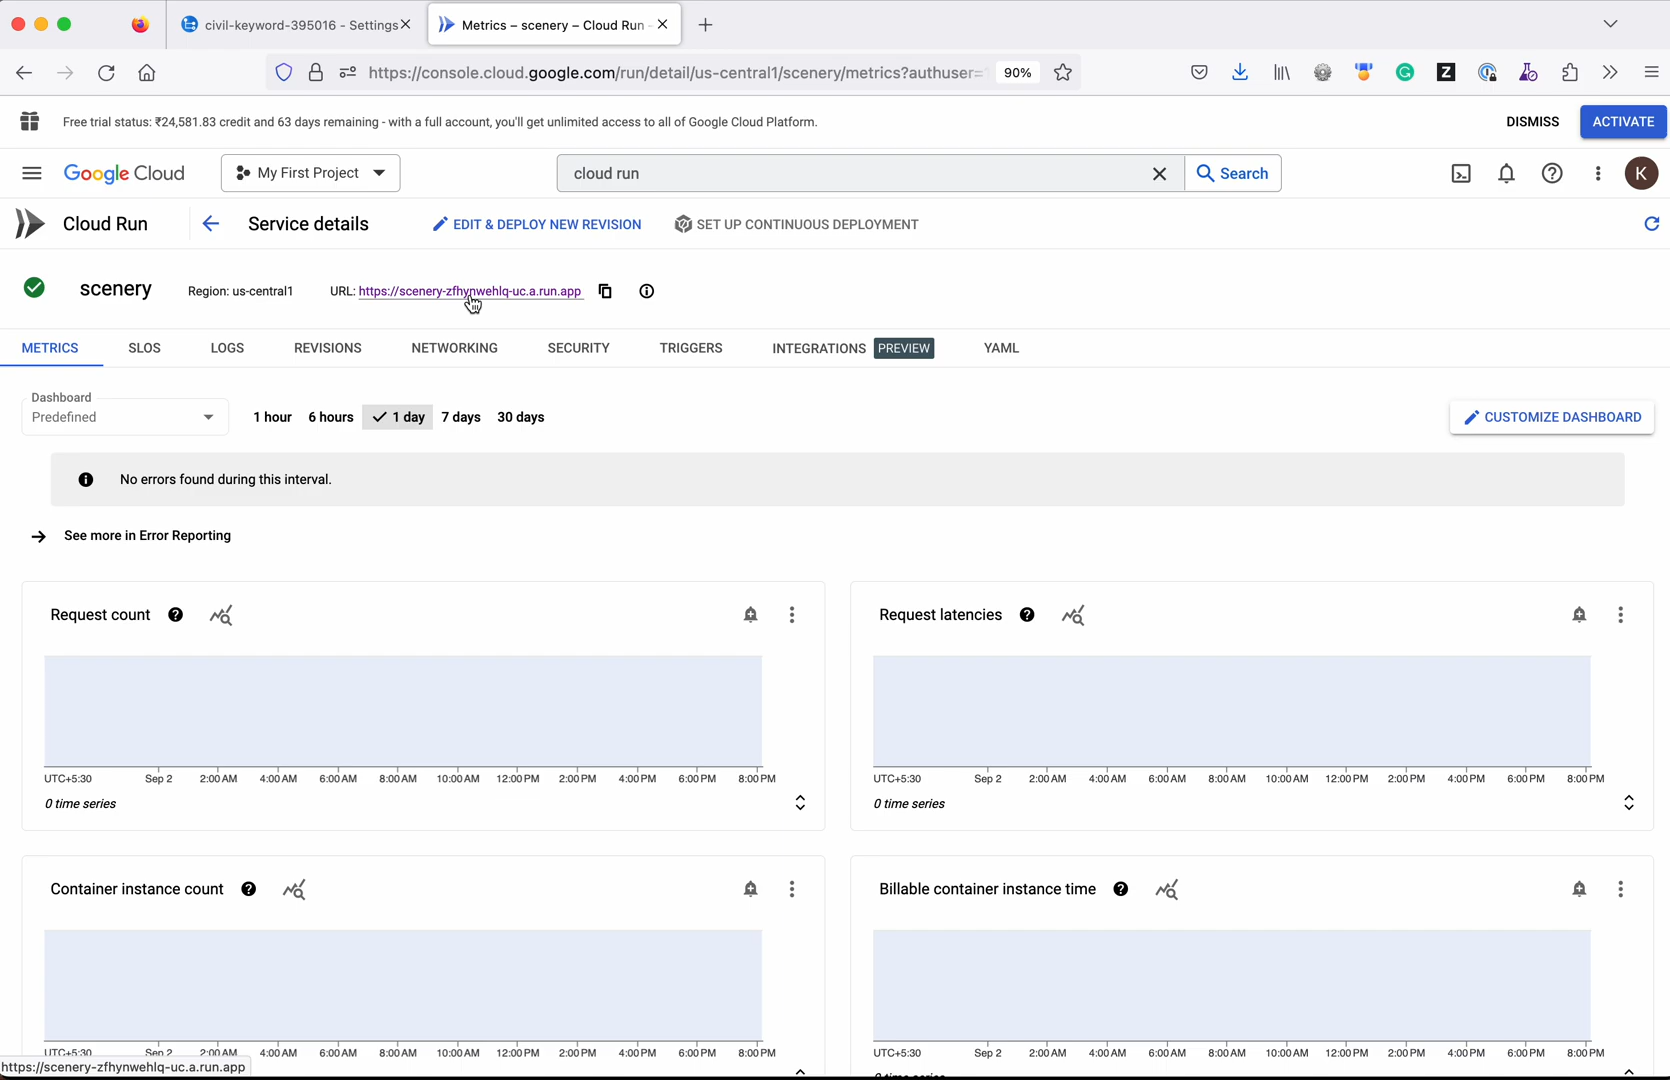 civil-keyword-395016 - Settings
Metrics – scenery – Cloud Run -
https://console.cloud.google.com/run/detail/us-central1/scenery/metrics?authuser=1
90%
Free trial status: ₹24,581.83 credit and 63 days remaining - with a full account, you'll get unlimited access to all of Google Cloud Platform.
DISMISS
ACTIVATE
Google Cloud
My First Project
cloud run
Search
K
Cloud Run
Service details
EDIT & DEPLOY NEW REVISION
SET UP CONTINUOUS DEPLOYMENT
scenery
Region: us-central1
URL: https://scenery-zfhynwehlq-uc.a.run.app
METRICS
SLOS
LOGS
REVISIONS
NETWORKING
SECURITY
TRIGGERS
INTEGRATIONS PREVIEW
YAML
Dashboard
Predefined
1 hour
6 hours
1 day
7 days
30 days
CUSTOMIZE DASHBOARD
No errors found during this interval.
See more in Error Reporting
Request count
UTC+5:30 Sep 2 2:00 AM 4:00 AM 6:00 AM 8:00 AM 10:00 AM 12:00 PM 2:00 PM 4:00 PM 6:00 PM 8:00 PM
0 time series
Request latencies
UTC+5:30 Sep 2 2:00 AM 4:00 AM 6:00 AM 8:00 AM 10:00 AM 12:00 PM 2:00 PM 4:00 PM 6:00 PM 8:00 PM
0 time series
Container instance count
UTC+5:30 Sep 2 2:00 AM 4:00 AM 6:00 AM 8:00 AM 10:00 AM 12:00 PM 2:00 PM 4:00 PM 6:00 PM 8:00 PM
Billable container instance time
UTC+5:30 Sep 2 2:00 AM 4:00 AM 6:00 AM 8:00 AM 10:00 AM 12:00 PM 2:00 PM 4:00 PM 6:00 PM 8:00 PM
0 time series
https://scenery-zfhynwehlq-uc.a.run.app